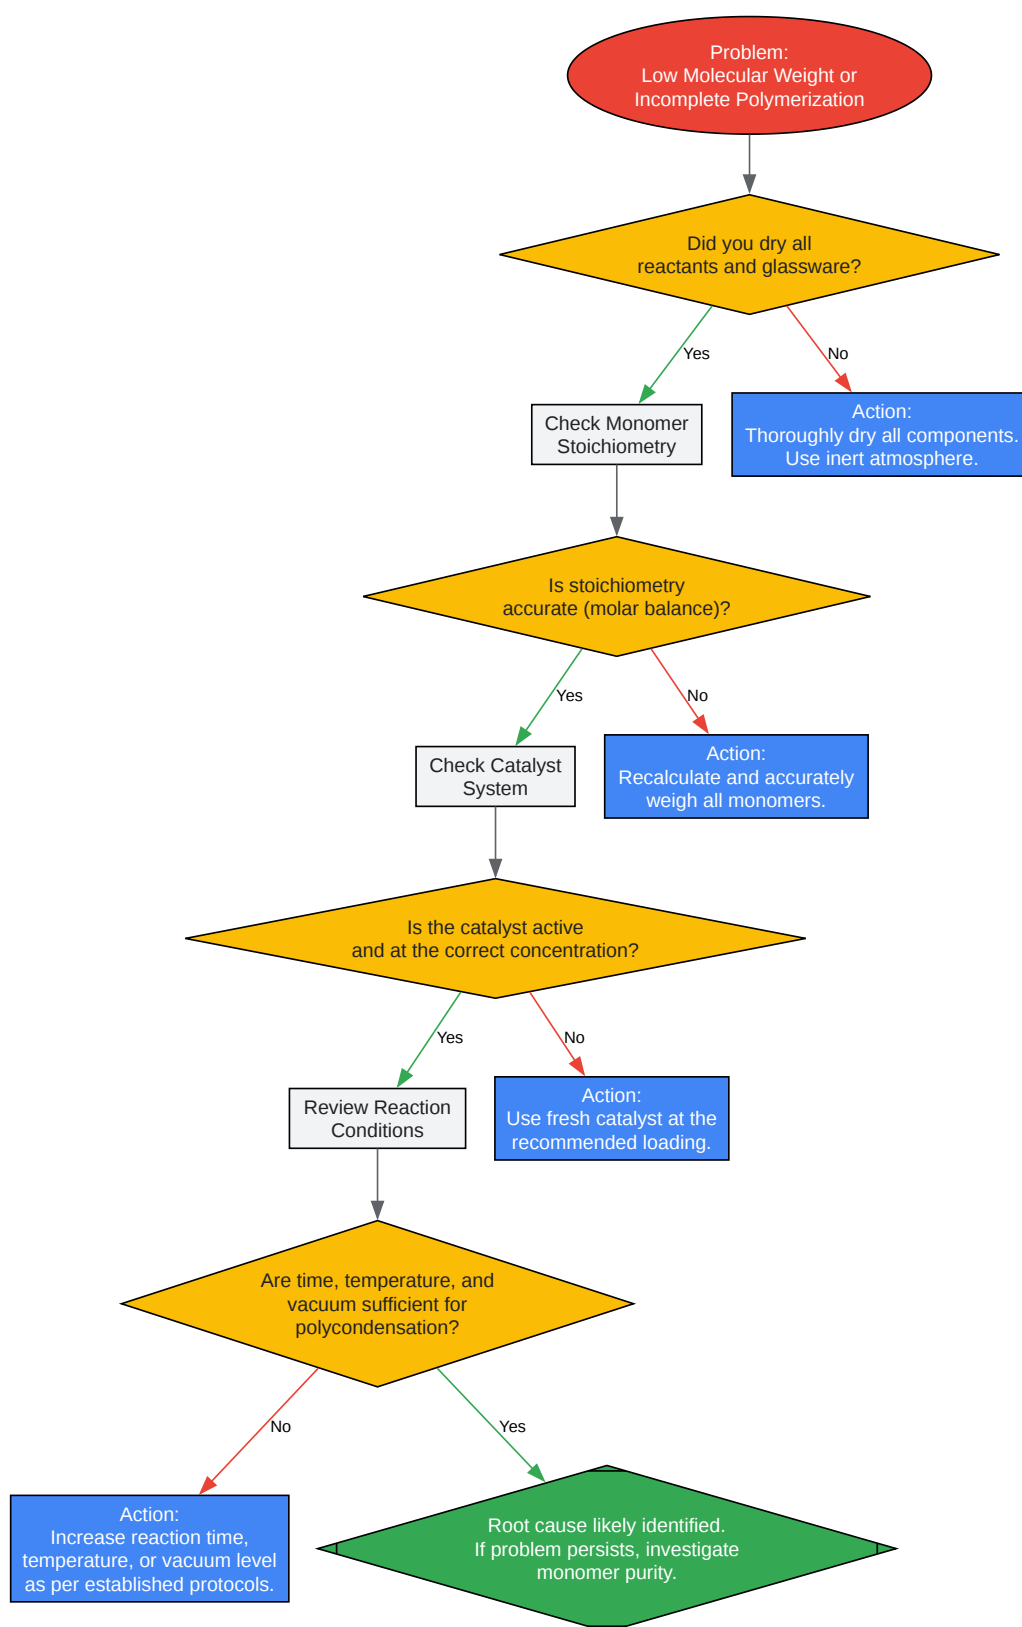 Problem:
Low Molecular Weight or
Incomplete Polymerization
Did you dry all
reactants and glassware?
Yes
No
Check Monomer
Stoichiometry
Action:
Thoroughly dry all components.
Use inert atmosphere.
Is stoichiometry
accurate (molar balance)?
Yes
No
Check Catalyst
System
Action:
Recalculate and accurately
weigh all monomers.
Is the catalyst active
and at the correct concentration?
Yes
No
Review Reaction
Conditions
Action:
Use fresh catalyst at the
recommended loading.
Are time, temperature, and
vacuum sufficient for
polycondensation?
No
Yes
Action:
Increase reaction time,
temperature, or vacuum level
as per established protocols.
Root cause likely identified.
If problem persists, investigate
monomer purity.